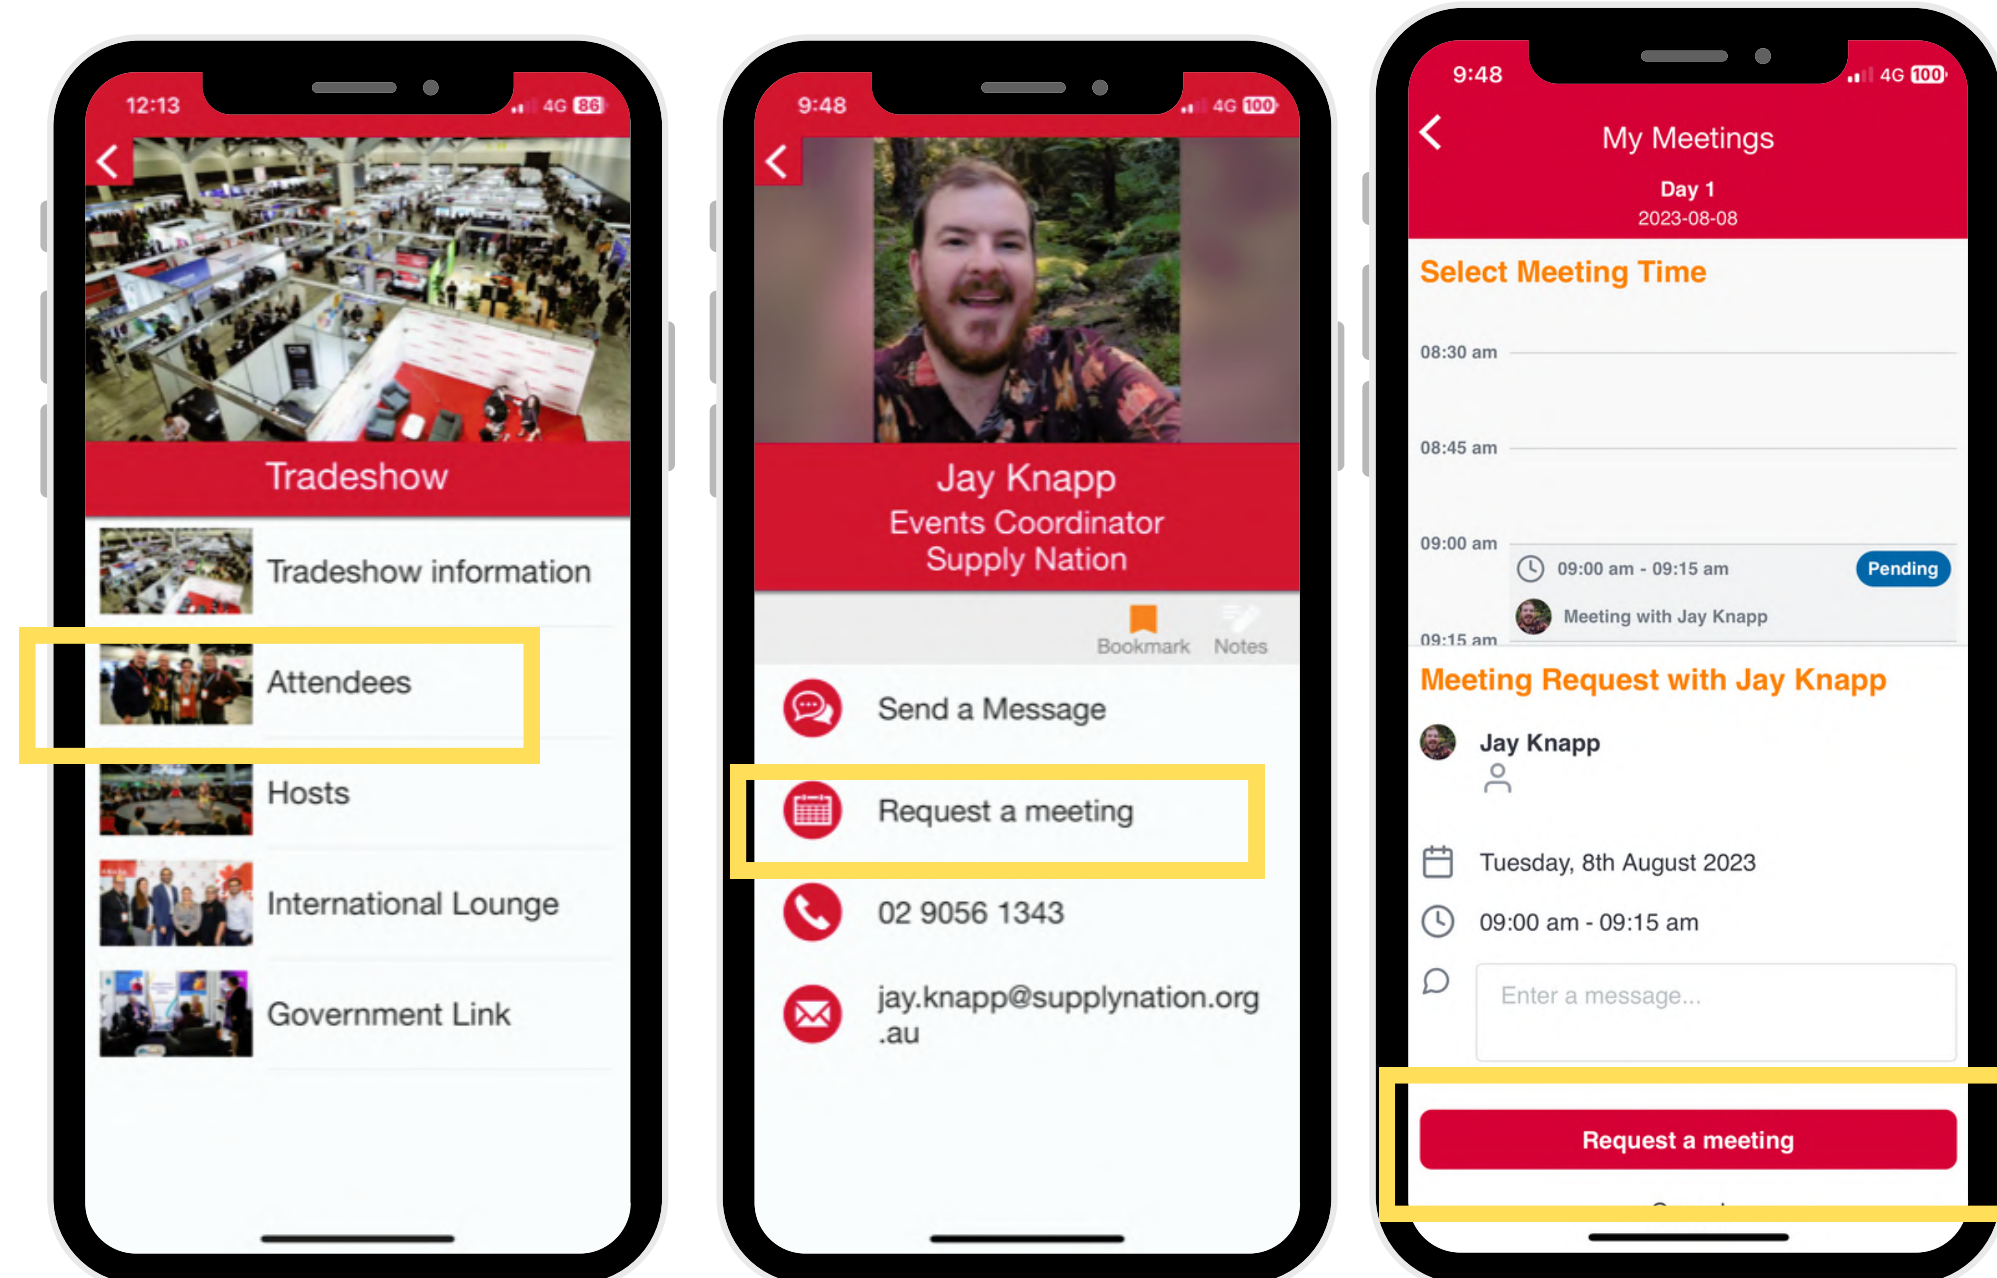 12:13
4G 86
Tradeshow
Tradeshow information
Attendees
Hosts
International Lounge
Government Link
9:48
4G 100
Jay Knapp
Events Coordinator
Supply Nation
Bookmark Notes
Send a Message
Request a meeting
02 9056 1343
jay.knapp@supplynation.org
.au
9:48
4G 100
My Meetings
Day 1
2023-08-08
Select Meeting Time
08:30 am
08:45 am
09:00 am
09:00 am - 09:15 am Pending
Meeting with Jay Knapp
09:15 am
Meeting Request with Jay Knapp
Jay Knapp
Tuesday, 8th August 2023
09:00 am - 09:15 am
Enter a message...
Request a meeting